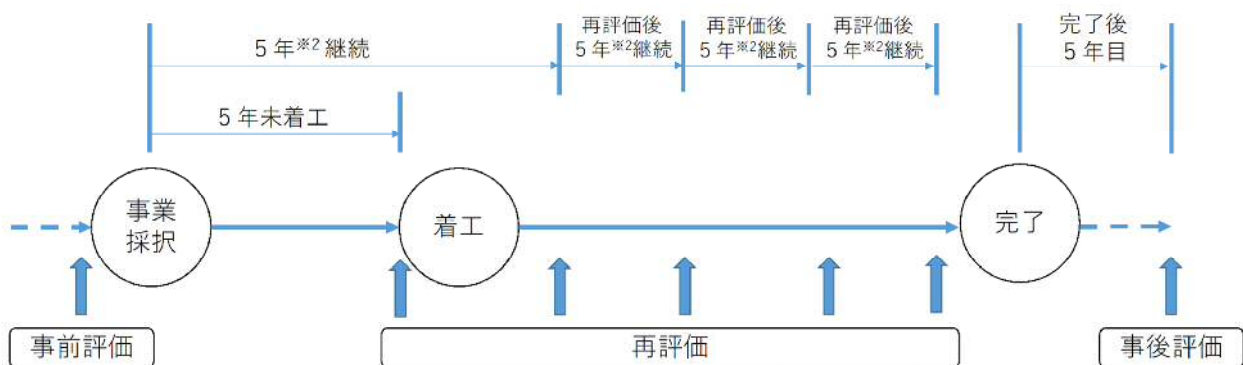 5年※2継続
再評価後
5年※2継続
再評価後
5年※2継続
再評価後
5年※2継続
完了後
5年目
5年未着工
事業
採択
着工
完了
事前評価
再評価
事後評価